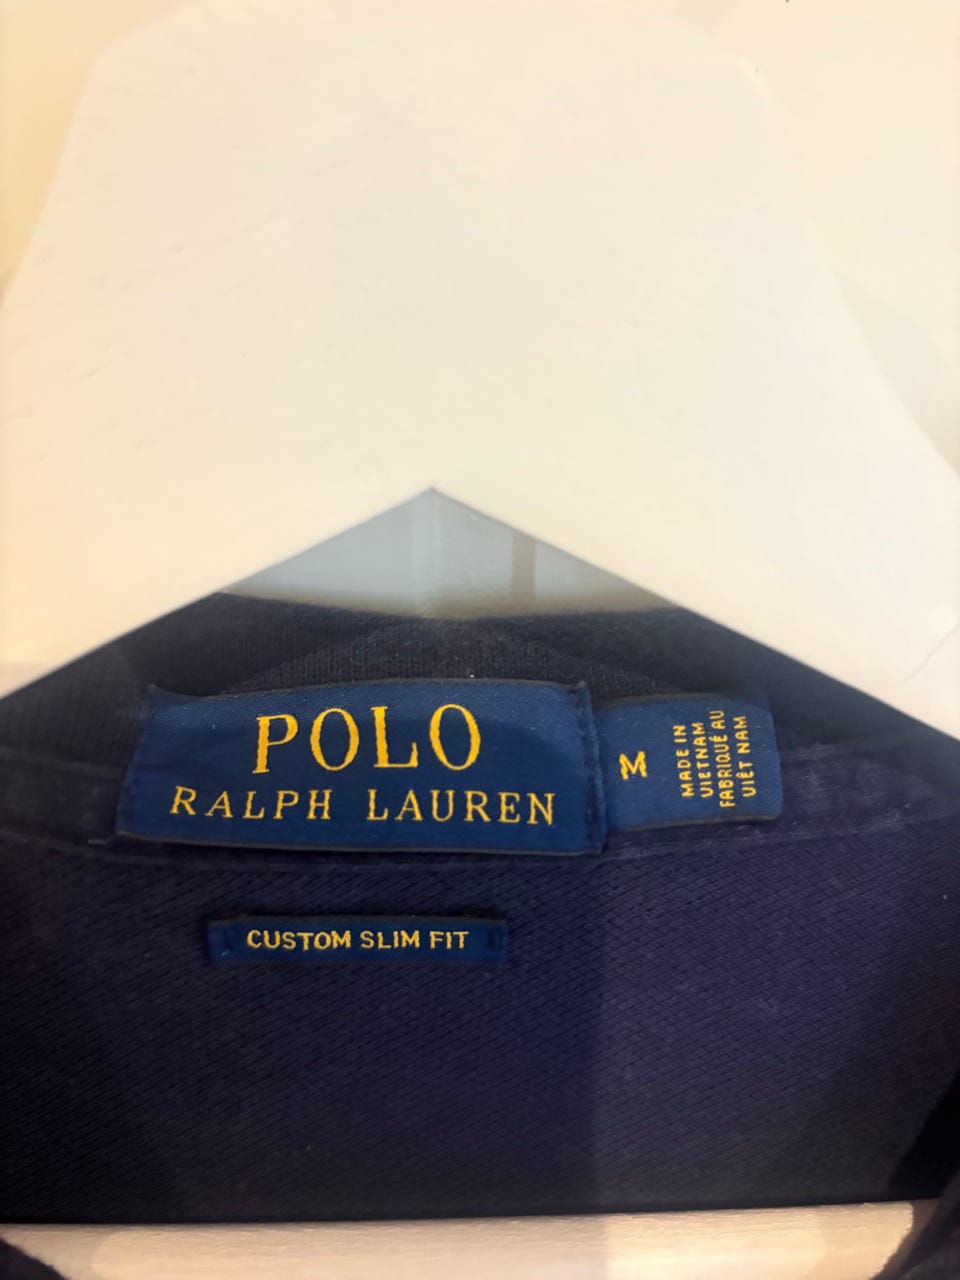 POLO
RALPH LAUREN
M
MADE IN
VIETNAM
FABRIQUÉ AU
VIÊT NAM
CUSTOM SLIM FIT